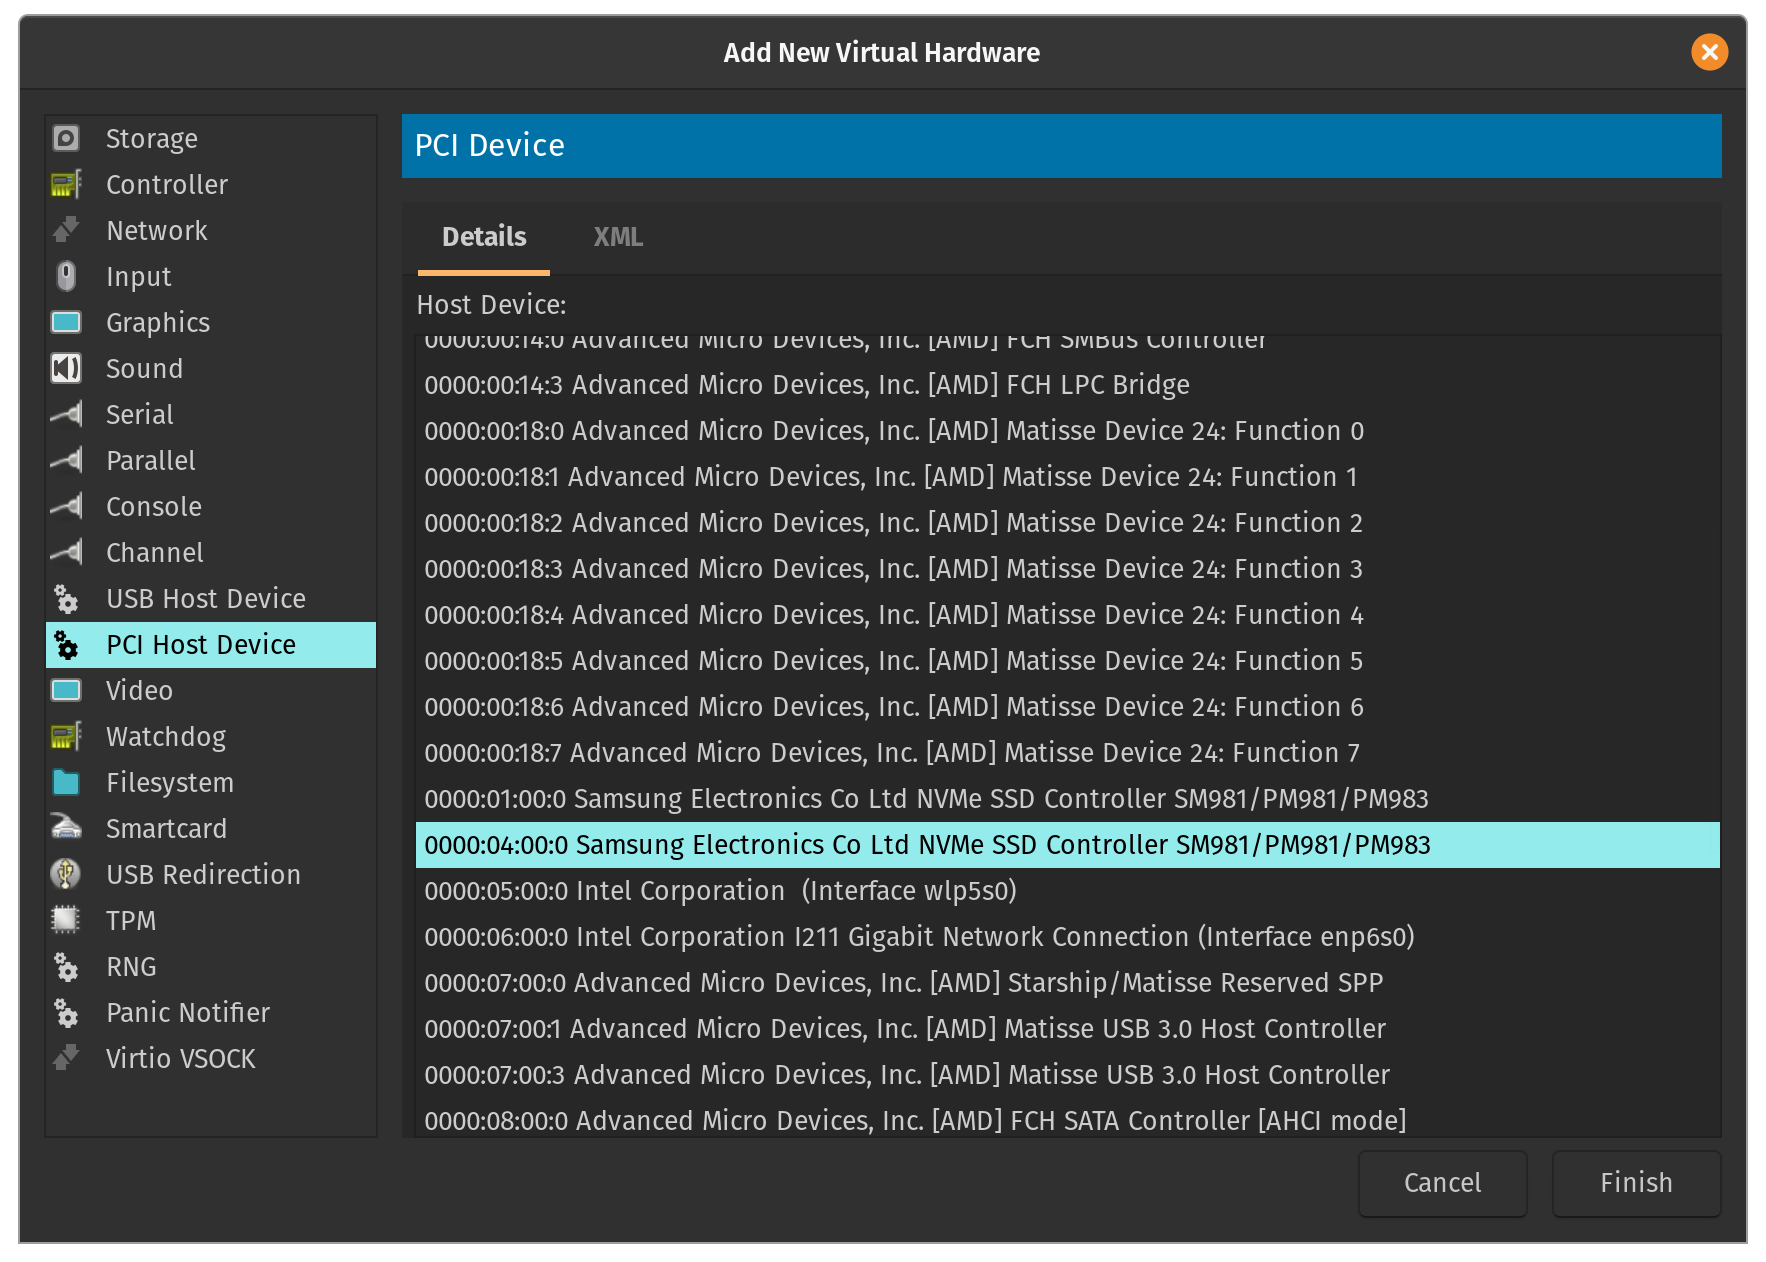 Add New Virtual Hardware
Storage
Controller
Network
Input
Graphics
Sound
Serial
Parallel
Console
Channel
USB Host Device
PCI Host Device
Video
Watchdog
Filesystem
Smartcard
USB Redirection
TPM
RNG
Panic Notifier
Virtio VSOCK
PCI Device
Details XML
Host Device:
0000:00:14:0 Advanced Micro Devices, Inc. [AMD] FCH SMBus Controller
0000:00:14:3 Advanced Micro Devices, Inc. [AMD] FCH LPC Bridge
0000:00:18:0 Advanced Micro Devices, Inc. [AMD] Matisse Device 24: Function 0
0000:00:18:1 Advanced Micro Devices, Inc. [AMD] Matisse Device 24: Function 1
0000:00:18:2 Advanced Micro Devices, Inc. [AMD] Matisse Device 24: Function 2
0000:00:18:3 Advanced Micro Devices, Inc. [AMD] Matisse Device 24: Function 3
0000:00:18:4 Advanced Micro Devices, Inc. [AMD] Matisse Device 24: Function 4
0000:00:18:5 Advanced Micro Devices, Inc. [AMD] Matisse Device 24: Function 5
0000:00:18:6 Advanced Micro Devices, Inc. [AMD] Matisse Device 24: Function 6
0000:00:18:7 Advanced Micro Devices, Inc. [AMD] Matisse Device 24: Function 7
0000:01:00:0 Samsung Electronics Co Ltd NVMe SSD Controller SM981/PM981/PM983
0000:04:00:0 Samsung Electronics Co Ltd NVMe SSD Controller SM981/PM981/PM983
0000:05:00:0 Intel Corporation  (Interface wlp5s0)
0000:06:00:0 Intel Corporation I211 Gigabit Network Connection (Interface enp6s0)
0000:07:00:0 Advanced Micro Devices, Inc. [AMD] Starship/Matisse Reserved SPP
0000:07:00:1 Advanced Micro Devices, Inc. [AMD] Matisse USB 3.0 Host Controller
0000:07:00:3 Advanced Micro Devices, Inc. [AMD] Matisse USB 3.0 Host Controller
0000:08:00:0 Advanced Micro Devices, Inc. [AMD] FCH SATA Controller [AHCI mode]
Cancel Finish